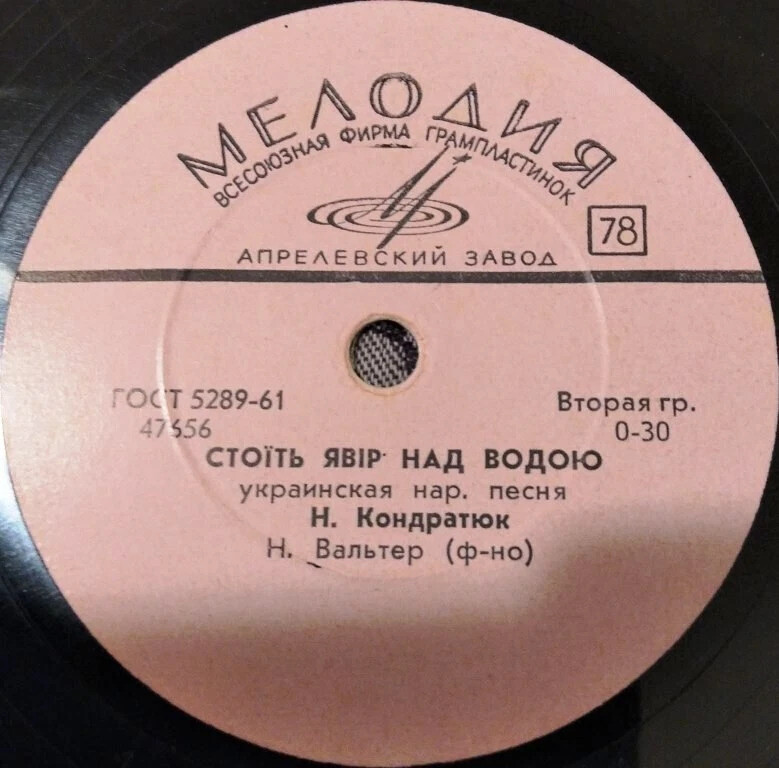 МЕЛОДИЯ
ВСЕСОЮЗНАЯ ФИРМА ГРАМПЛАСТИНОК
78
АПРЕЛЕВСКИЙ ЗАВОД
ГОСТ 5289-61
Вторая гр.
47656
0-30
СТОЇТЬ ЯВІР НАД ВОДОЮ
украинская нар. песня
Н. Кондратюк
Н. Вальтер (ф-но)